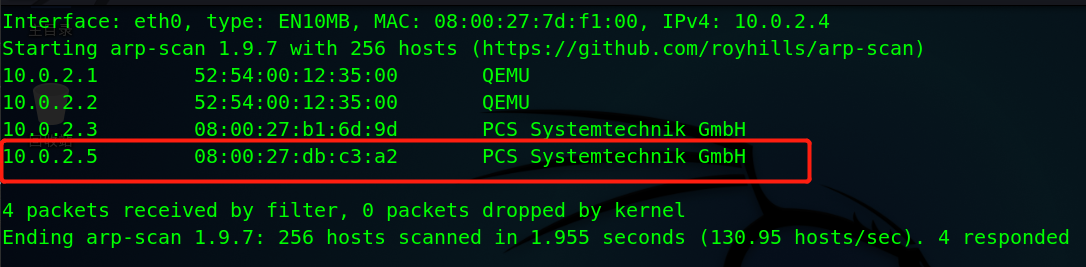 Interface: eth0, type: EN10MB, MAC: 08:00:27:7d:f1:00, IPv4: 10.0.2.4
Starting arp-scan 1.9.7 with 256 hosts (https://github.com/royhills/arp-scan)
10.0.2.1 52:54:00:12:35:00 QEMU
10.0.2.2 52:54:00:12:35:00 QEMU
10.0.2.3 08:00:27:b1:6d:9d PCS Systemtechnik GmbH
10.0.2.5 08:00:27:db:c3:a2 PCS Systemtechnik GmbH
4 packets received by filter, 0 packets dropped by kernel
Ending arp-scan 1.9.7: 256 hosts scanned in 1.955 seconds (130.95 hosts/sec). 4 responded